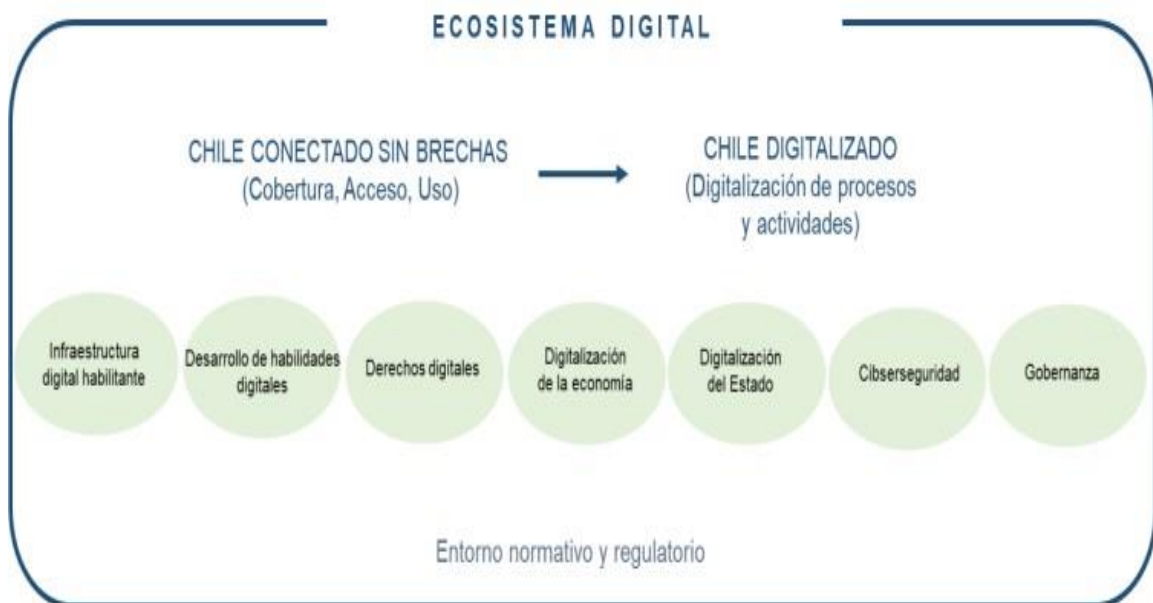 ECOSISTEMA DIGITAL
CHILE CONECTADO SIN BRECHAS
(Cobertura, Acceso, Uso)
CHILE DIGITALIZADO
(Digitalización de procesos
y actividades)
Infraestructura
digital habilitante
Desarrollo de habilidades
digitales
Derechos digitales
Digitalización
de la economía
Digitalización
del Estado
Cibserseguridad
Gobernanza
Entorno normativo y regulatorio